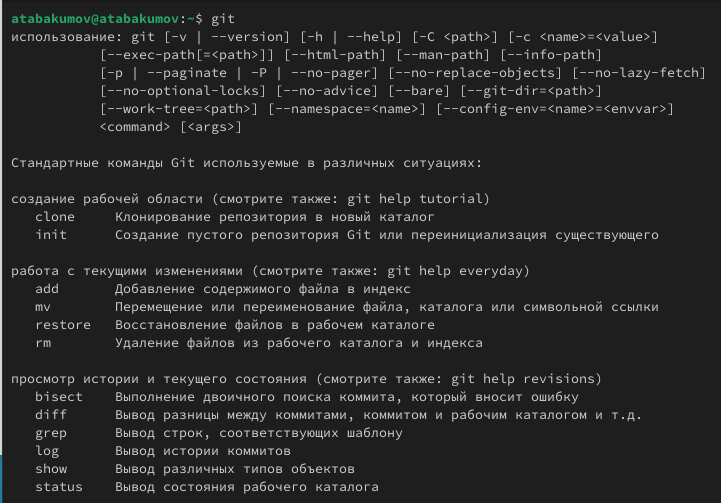 atabakumov@atabakumov:~$ git
использование: git [-v | --version] [-h | --help] [-C <path>] [-c <name>=<value>]
           [--exec-path[=<path>]] [--html-path] [--man-path] [--info-path]
           [-p | --paginate | -P | --no-pager] [--no-replace-objects] [--no-lazy-fetch]
           [--no-optional-locks] [--no-advice] [--bare] [--git-dir=<path>]
           [--work-tree=<path>] [--namespace=<name>] [--config-env=<name>=<envvar>]
           <command> [<args>]

Стандартные команды Git используемые в различных ситуациях:

создание рабочей области (смотрите также: git help tutorial)
   clone     Клонирование репозитория в новый каталог
   init      Создание пустого репозитория Git или переинициализация существующего

работа с текущими изменениями (смотрите также: git help everyday)
   add       Добавление содержимого файла в индекс
   mv        Перемещение или переименование файла, каталога или символьной ссылки
   restore   Восстановление файлов в рабочем каталоге
   rm        Удаление файлов из рабочего каталога и индекса

просмотр истории и текущего состояния (смотрите также: git help revisions)
   bisect    Выполнение двоичного поиска коммита, который вносит ошибку
   diff      Вывод разницы между коммитами, коммитом и рабочим каталогом и т.д.
   grep      Вывод строк, соответствующих шаблону
   log       Вывод истории коммитов
   show      Вывод различных типов объектов
   status    Вывод состояния рабочего каталога